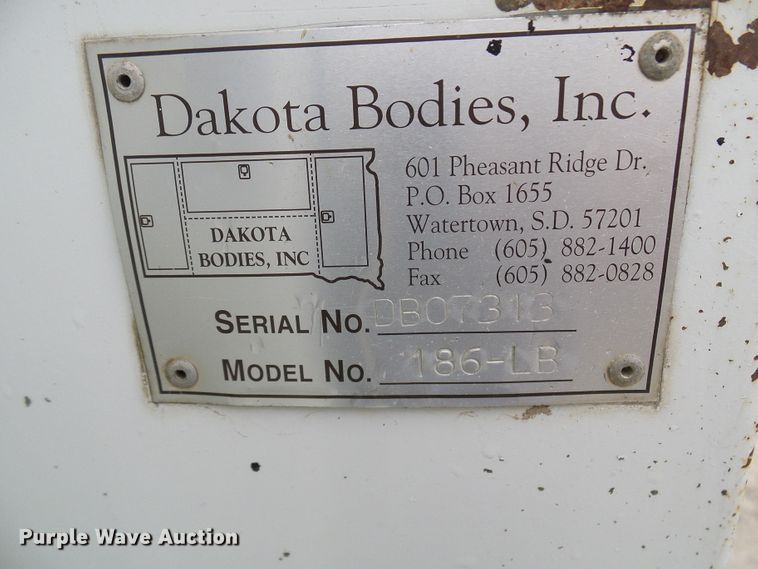 Dakota Bodies, Inc.
DAKOTA
BODIES, INC
601 Pheasant Ridge Dr.
P.O. Box 1655
Watertown, S.D. 57201
Phone (605) 882-1400
Fax (605) 882-0828
SERIAL NO. DB07313
MODEL NO. 186-LB
Purple Wave Auction